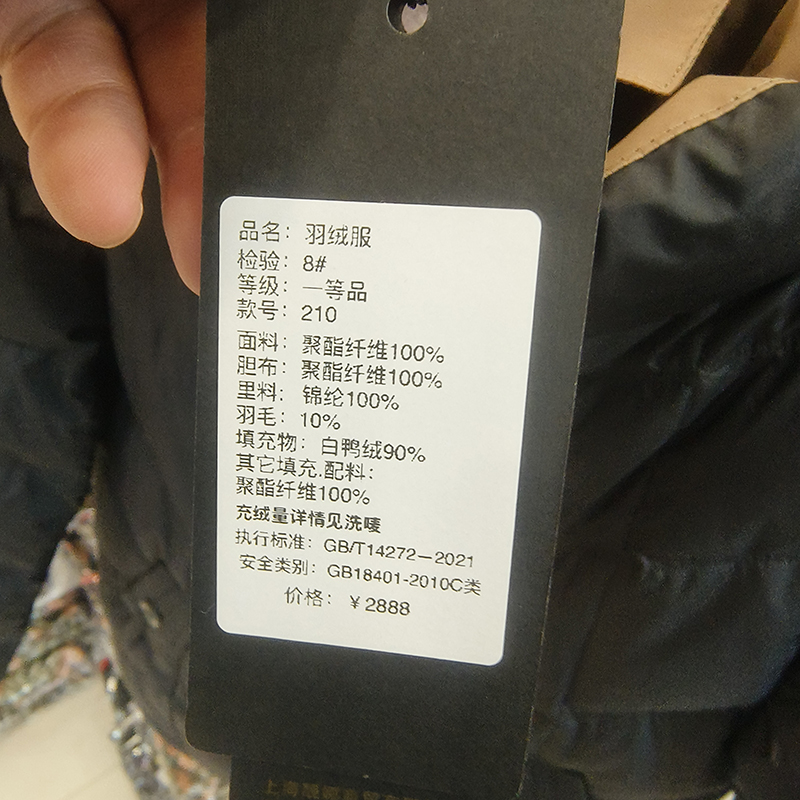 品名：羽绒服
检验：8#
等级：一等品
款号：210
面料：聚酯纤维100%
胆布：聚酯纤维100%
里料：锦纶100%
羽毛：10%
填充物：白鸭绒90%
其它填充.配料：
聚酯纤维100%
充绒量详情见洗唛
执行标准：GB/T14272－2021
安全类别：GB18401-2010C类
价格：￥2888